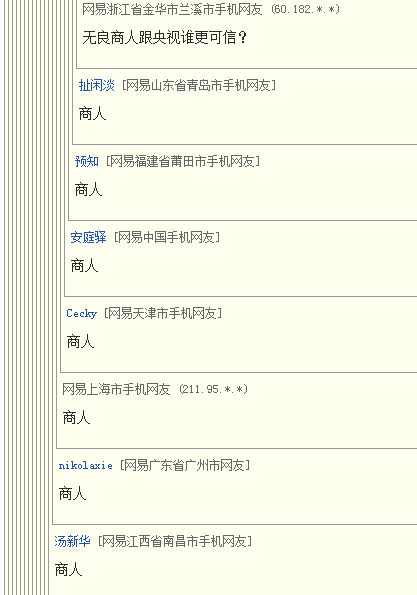 网易浙江省金华市兰溪市手机网友 (60.182.*.*)
无良商人跟央视谁更可信？
扯闲淡 [网易山东省青岛市手机网友]
商人
预知 [网易福建省莆田市手机网友]
商人
安庭驿 [网易中国手机网友]
商人
Cecky [网易天津市手机网友]
商人
网易上海市手机网友 (211.95.*.*)
商人
nikolaxie [网易广东省广州市网友]
商人
汤新华 [网易江西省南昌市手机网友]
商人